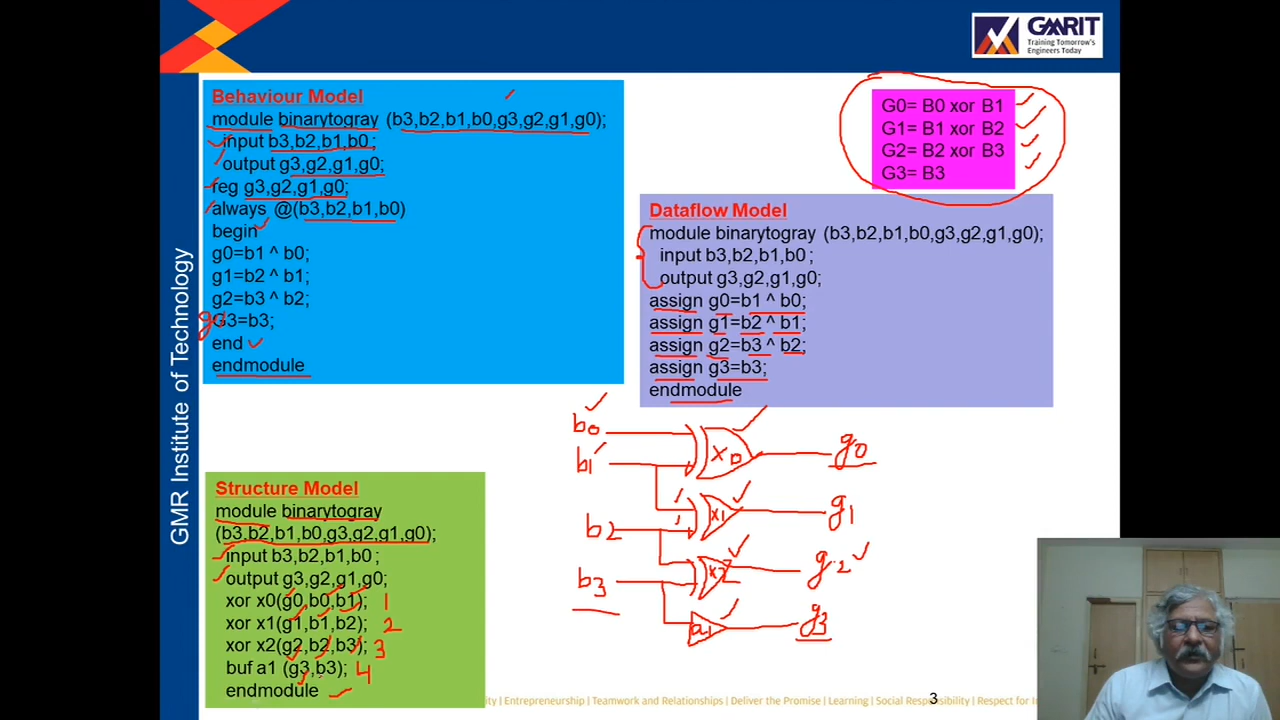 GMRIT
Training Tomorrow's
Engineers Today
GMR Institute of Technology
Behaviour Model
module binarytogray (b3,b2,b1,b0,g3,g2,g1,g0);
input b3,b2,b1,b0;
output g3,g2,g1,g0;
reg g3,g2,g1,g0;
always @(b3,b2,b1,b0)
begin
g0=b1 ^ b0;
g1=b2 ^ b1;
g2=b3 ^ b2;
G3=b3;
g
end
endmodule
G0= B0 xor B1
G1= B1 xor B2
G2= B2 xor B3
G3= B3
Dataflow Model
module binarytogray (b3,b2,b1,b0,g3,g2,g1,g0);
input b3,b2,b1,b0;
output g3,g2,g1,g0;
assign g0=b1 ^ b0;
assign g1=b2 ^ b1;
assign g2=b3 ^ b2;
assign g3=b3;
endmodule
Structure Model
module binarytogray
(b3,b2,b1,b0,g3,g2,g1,g0);
input b3,b2,b1,b0;
output g3,g2,g1,g0;
xor x0(g0,b0,b1); 1
xor x1(g1,b1,b2); 2
xor x2(g2,b2,b3); 3
buf a1 (g3,b3); 4
endmodule
b0 x0 g0
b1
x1 g1
b2
x2 g2
b3
a1 g3
3
ity | Entrepreneurship | Teamwork and Relationships | Deliver the Promise | Learning | Social Responsibility | Respect for In